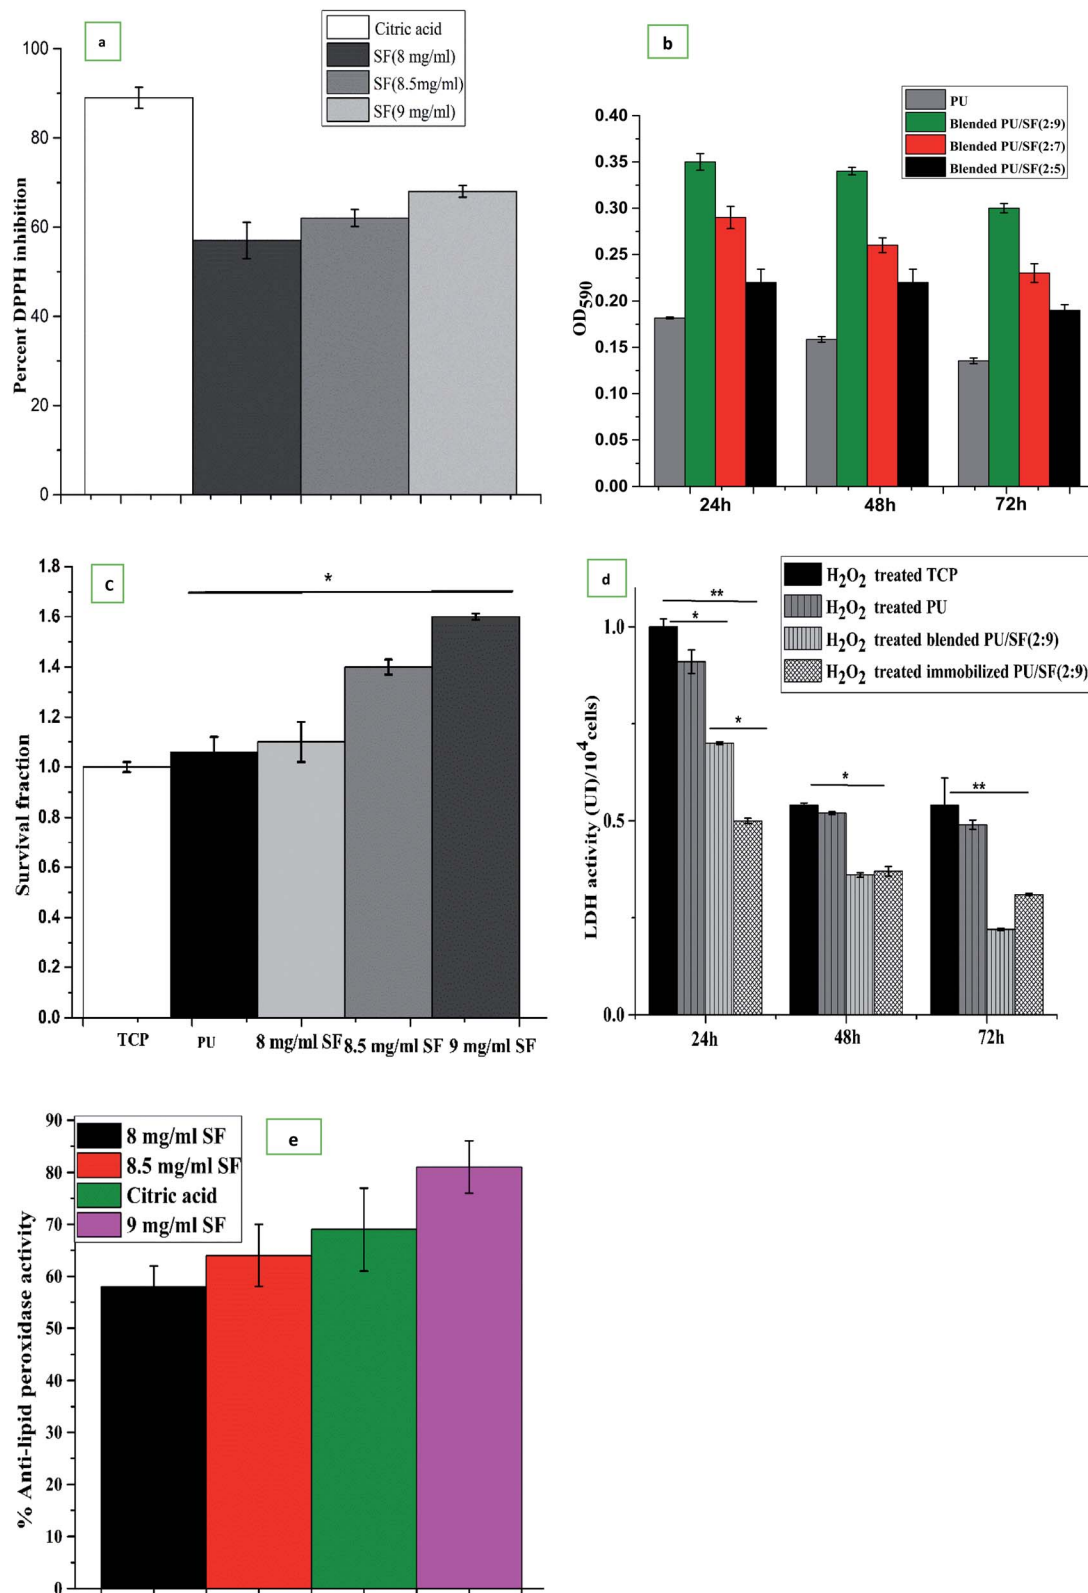 a
Citric acid
SF(8 mg/ml)
SF(8.5mg/ml)
SF(9 mg/ml)
100
80
60
40
20
0
Percent DPPH inhibition
b
PU
Blended PU/SF(2:9)
Blended PU/SF(2:7)
Blended PU/SF(2:5)
0.40
0.35
0.30
0.25
0.20
0.15
0.10
0.05
0.00
OD590
24h
48h
72h
C
*
1.8
1.6
1.4
1.2
1.0
0.8
0.6
0.4
0.2
0.0
Survival fraction
TCP
PU
8 mg/ml SF
8.5 mg/ml SF
9 mg/ml SF
d
H2O2 treated TCP
H2O2 treated PU
H2O2 treated blended PU/SF(2:9)
H2O2 treated immobilized PU/SF(2:9)
**
*
*
*
**
1.0
0.5
0.0
LDH activity (UI)/10^4 cells)
24h
48h
72h
e
8 mg/ml SF
8.5 mg/ml SF
Citric acid
9 mg/ml SF
90
80
70
60
50
40
30
20
10
0
% Anti-lipid peroxidase activity